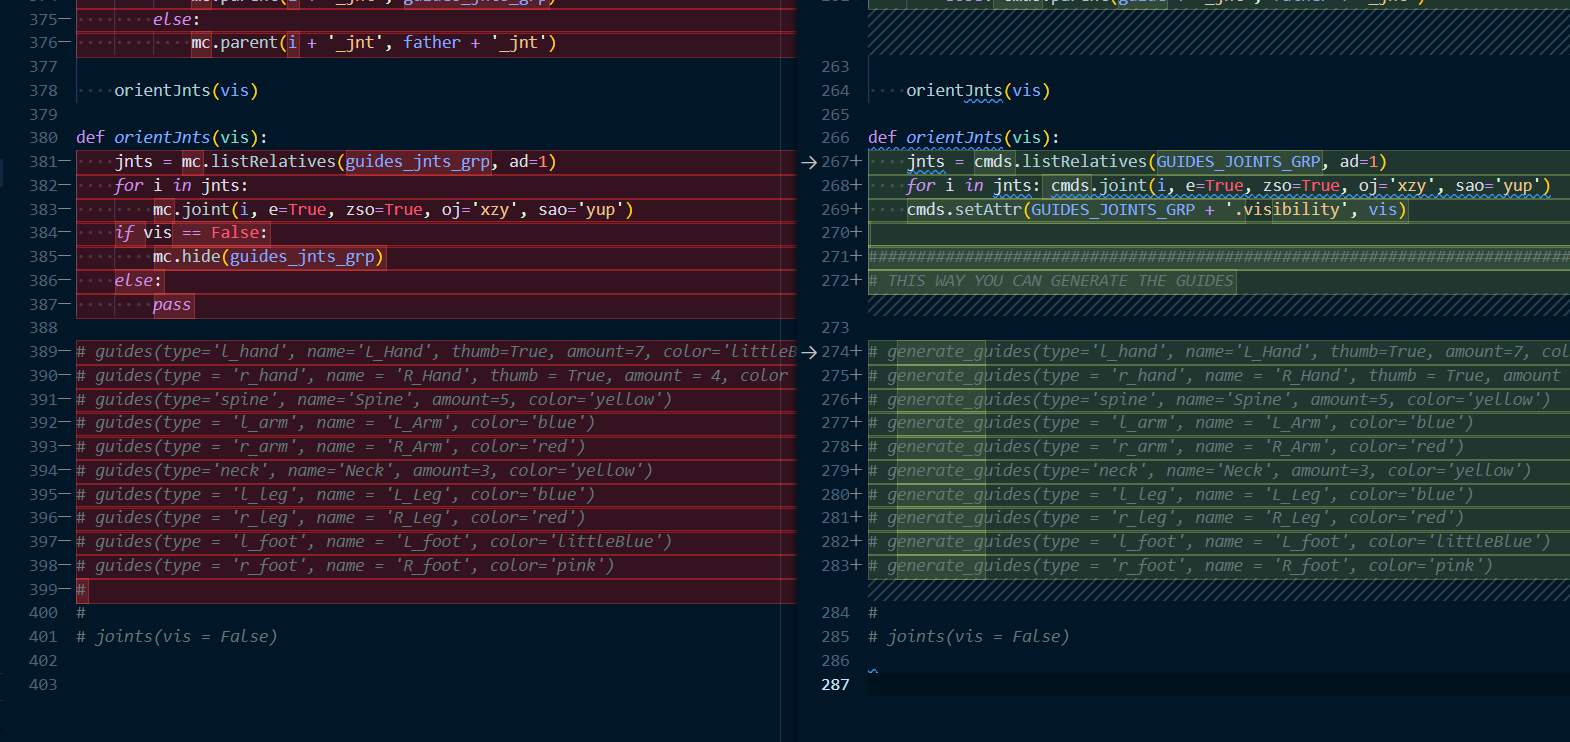 375 else:
376 mc.parent(i + '_jnt', father + '_jnt')
377
378 orientJnts(vis)
379
380 def orientJnts(vis):
381 jnts = mc.listRelatives(guides_jnts_grp, ad=1)
382 for i in jnts:
383 mc.joint(i, e=True, zso=True, oj='xzy', sao='yup')
384 if vis == False:
385 mc.hide(guides_jnts_grp)
386 else:
387 pass
388
389 # guides(type='l_hand', name='L_Hand', thumb=True, amount=7, color='littleB
390 # guides(type = 'r_hand', name = 'R_Hand', thumb = True, amount = 4, color
391 # guides(type='spine', name='Spine', amount=5, color='yellow')
392 # guides(type = 'l_arm', name = 'L_Arm', color='blue')
393 # guides(type = 'r_arm', name = 'R_Arm', color='red')
394 # guides(type='neck', name='Neck', amount=3, color='yellow')
395 # guides(type = 'l_leg', name = 'L_Leg', color='blue')
396 # guides(type = 'r_leg', name = 'R_Leg', color='red')
397 # guides(type = 'l_foot', name = 'L_foot', color='littleBlue')
398 # guides(type = 'r_foot', name = 'R_foot', color='pink')
399 #
400 #
401 # joints(vis = False)
402
403
263
264 orientJnts(vis)
265
266 def orientJnts(vis):
267+ jnts = cmds.listRelatives(GUIDES_JOINTS_GRP, ad=1)
268+ for i in jnts: cmds.joint(i, e=True, zso=True, oj='xzy', sao='yup')
269+ cmds.setAttr(GUIDES_JOINTS_GRP + '.visibility', vis)
270+
271+ ##########################################################################
272+ # THIS WAY YOU CAN GENERATE THE GUIDES
273
274+ # generate_guides(type='l_hand', name='L_Hand', thumb=True, amount=7, col
275+ # generate_guides(type = 'r_hand', name = 'R_Hand', thumb = True, amount
276+ # generate_guides(type='spine', name='Spine', amount=5, color='yellow')
277+ # generate_guides(type = 'l_arm', name = 'L_Arm', color='blue')
278+ # generate_guides(type = 'r_arm', name = 'R_Arm', color='red')
279+ # generate_guides(type='neck', name='Neck', amount=3, color='yellow')
280+ # generate_guides(type = 'l_leg', name = 'L_Leg', color='blue')
281+ # generate_guides(type = 'r_leg', name = 'R_Leg', color='red')
282+ # generate_guides(type = 'l_foot', name = 'L_foot', color='littleBlue')
283+ # generate_guides(type = 'r_foot', name = 'R_foot', color='pink')
284 #
285 # joints(vis = False)
286
287